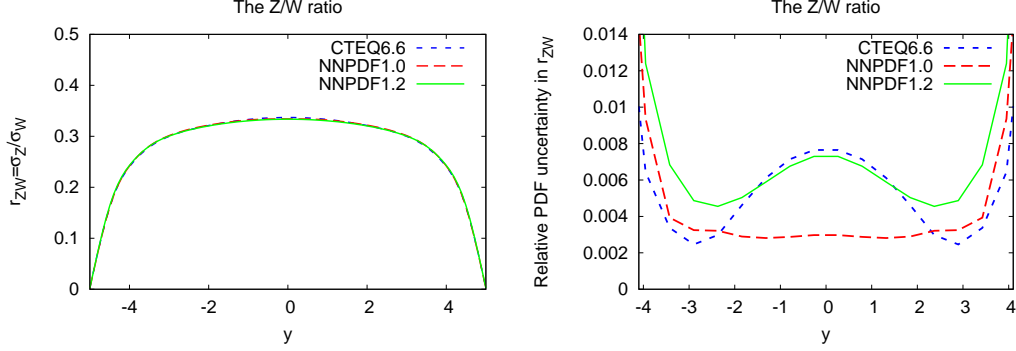 The Z/W ratio
0.5
0.4
0.3
0.2
0.1
0
-4
-2
0
2
4
y
r_ZW=σ_Z/σ_W
CTEQ6.6
NNPDF1.0
NNPDF1.2
The Z/W ratio
0.014
0.012
0.01
0.008
0.006
0.004
0.002
0
-4
-3
-2
-1
0
1
2
3
4
y
Relative PDF uncertainty in r_ZW
CTEQ6.6
NNPDF1.0
NNPDF1.2